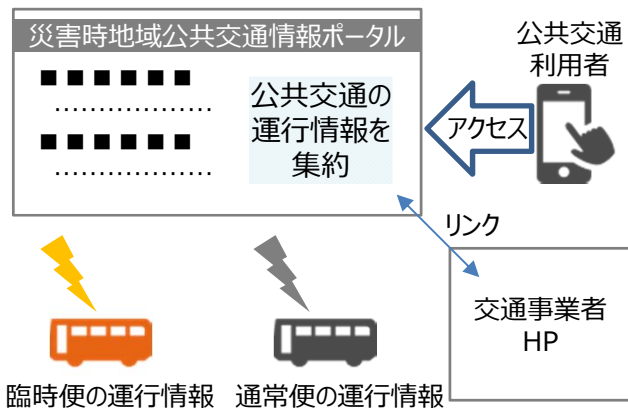 災害時地域公共交通情報ポータル
■■■■■■
………………
■■■■■■
………………
公共交通の
運行情報を
集約
公共交通
利用者
アクセス
リンク
交通事業者
HP
臨時便の運行情報
通常便の運行情報